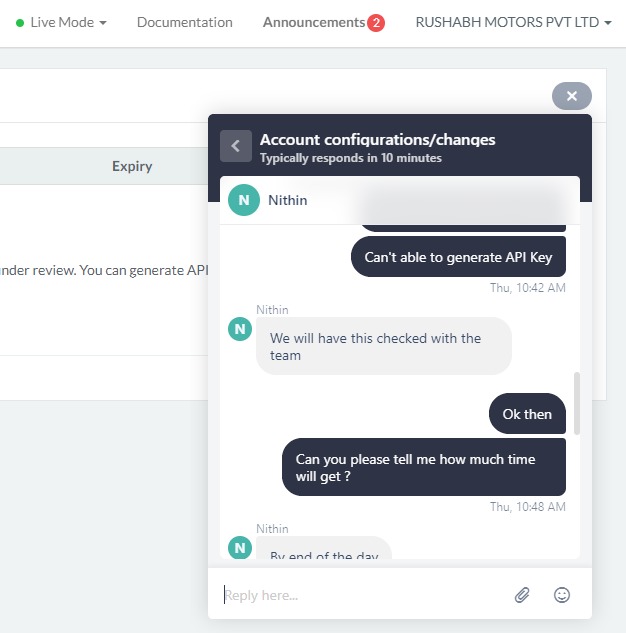 Live Mode
Documentation
Announcements 2
RUSHABH MOTORS PVT LTD
Expiry
nder review. You can generate API
Account configurations/changes
Typically responds in 10 minutes
N Nithin
Can't able to generate API Key
Thu, 10:42 AM
Nithin
N
We will have this checked with the
team
Ok then
Can you please tell me how much time
will get ?
Thu, 10:48 AM
Nithin
N
By end of the day
Reply here...